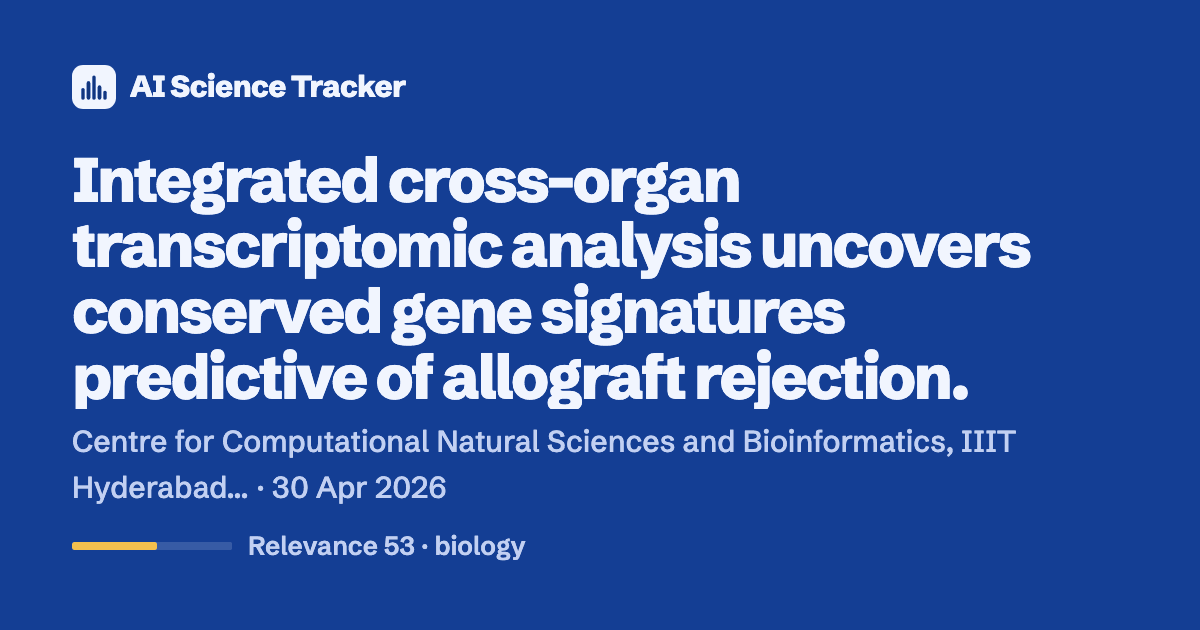 AI Science Tracker
Integrated cross-organ
transcriptomic analysis uncovers
conserved gene signatures
predictive of allograft rejection.
Centre for Computational Natural Sciences and Bioinformatics, IIIT
Hyderabad... · 30 Apr 2026
Relevance 53 · biology